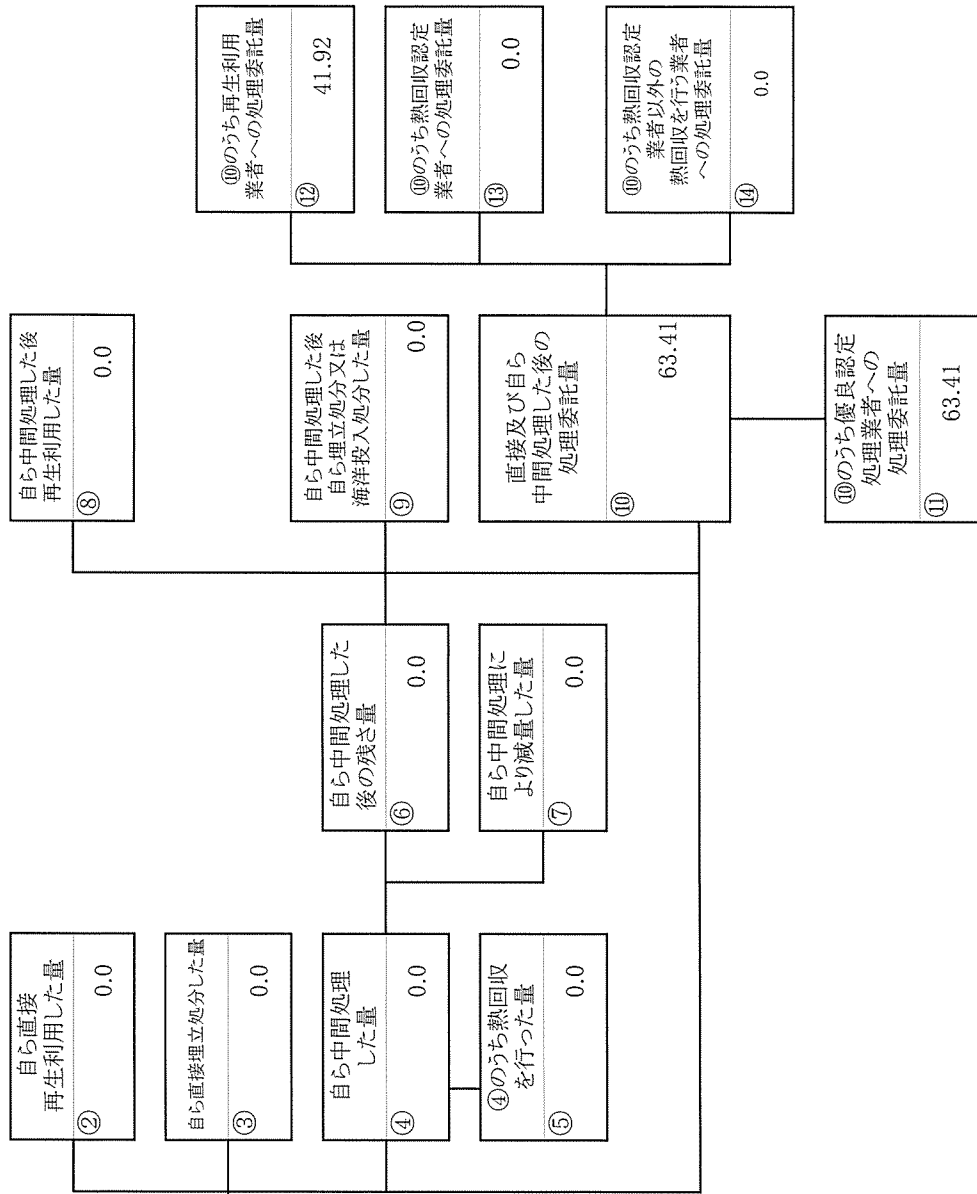 自ら直接
再生利用した量
② 0.0
自ら直接埋立処分した量
③ 0.0
自ら中間処理
した量
④ 0.0
④のうち熱回収
を行った量
⑤ 0.0
自ら中間処理した
後の残さ量
⑥ 0.0
自ら中間処理に
より減量した量
⑦ 0.0
自ら中間処理した後
再生利用した量
⑧ 0.0
自ら中間処理した後
自ら埋立処分又は
海洋投入処分した量
⑨ 0.0
直接及び自ら
中間処理した後の
処理委託量
⑩ 63.41
⑩のうち優良認定
処理業者への
処理委託量
⑪ 63.41
⑩のうち再生利用
業者への処理委託量
⑫ 41.92
⑩のうち熱回収認定
業者への処理委託量
⑬ 0.0
⑩のうち熱回収認定
業者以外の
熱回収を行う業者
への処理委託量
⑭ 0.0